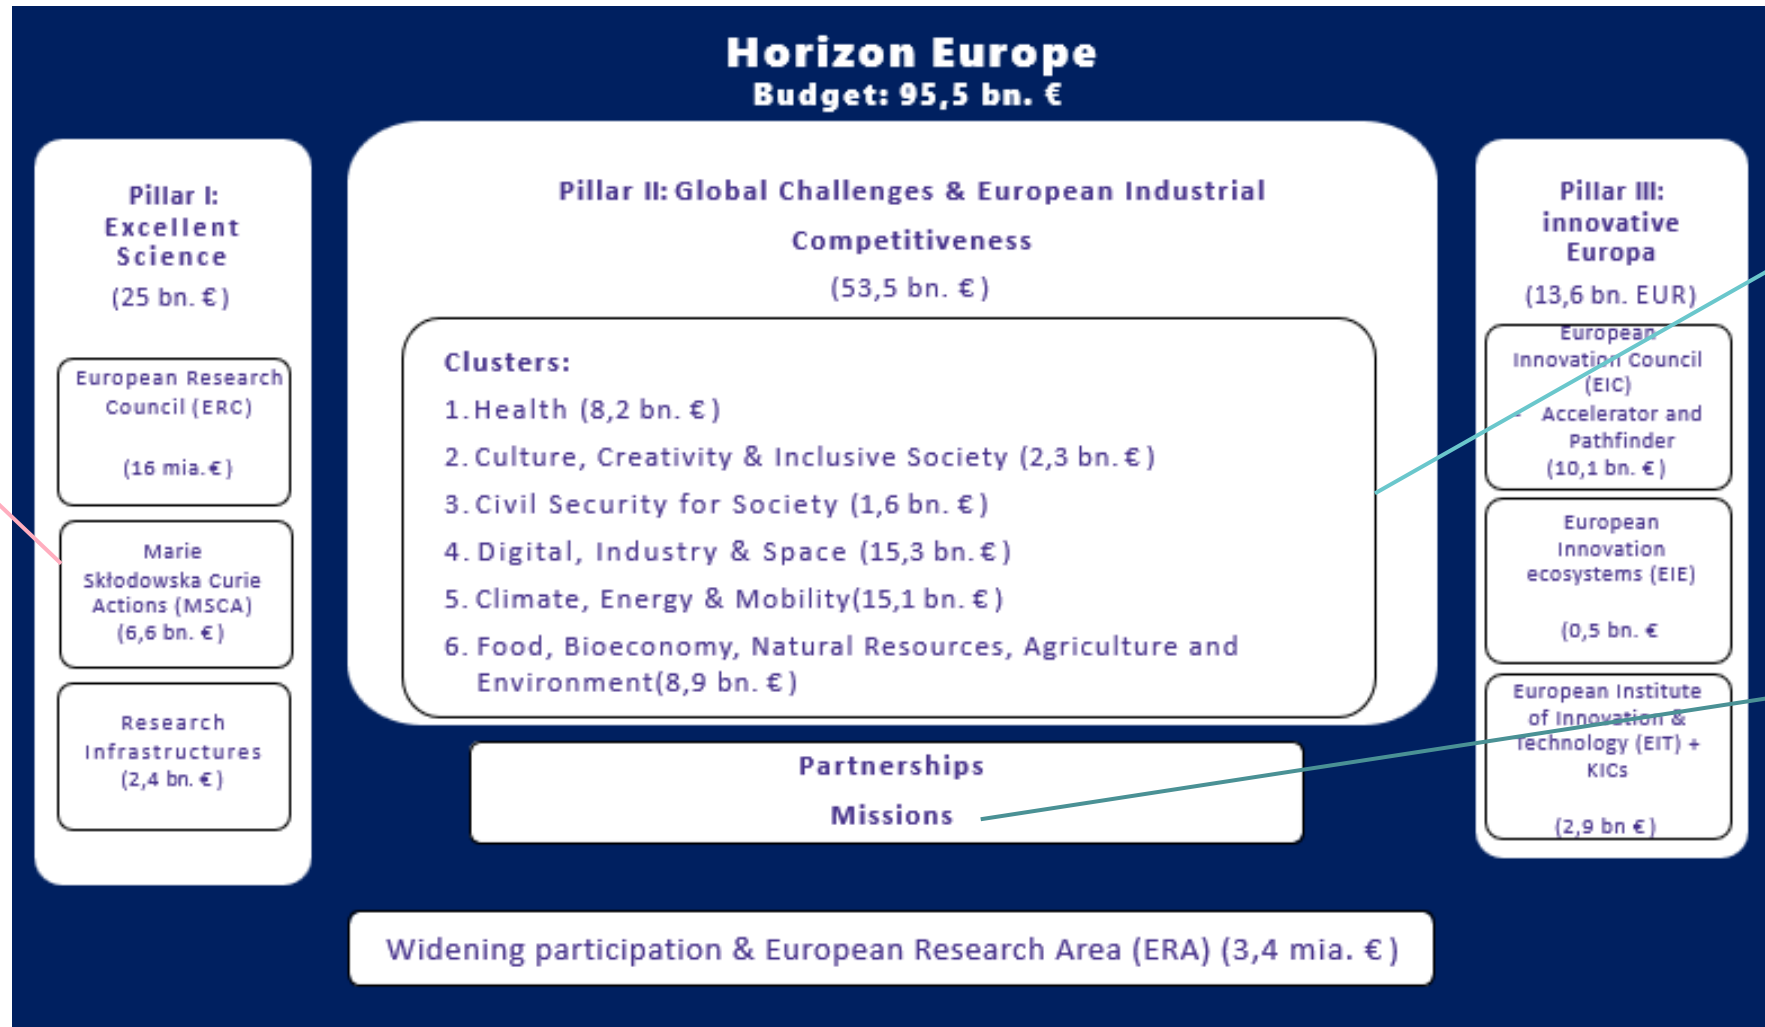 Horizon Europe
Budget: 95,5 bn. €
Pillar I:
Excellent
Science
(25 bn. €)
European Research
Council (ERC)
(16 mia. €)
Marie
Skłodowska Curie
Actions (MSCA)
(6,6 bn. €)
Research
Infrastructures
(2,4 bn. €)
Pillar II: Global Challenges & European Industrial
Competitiveness
(53,5 bn. €)
Clusters:
1. Health (8,2 bn. €)
2. Culture, Creativity & Inclusive Society (2,3 bn. €)
3. Civil Security for Society (1,6 bn. €)
4. Digital, Industry & Space (15,3 bn. €)
5. Climate, Energy & Mobility(15,1 bn. €)
6. Food, Bioeconomy, Natural Resources, Agriculture and
Environment(8,9 bn. €)
Partnerships
Missions
Pillar III:
innovative
Europa
(13,6 bn. EUR)
European
Innovation Council
(EIC)
- Accelerator and
Pathfinder
(10,1 bn. €)
European
Innovation
ecosystems (EIE)
(0,5 bn. €
European Institute
of Innovation &
Technology (EIT) +
KICs
(2,9 bn €)
Widening participation & European Research Area (ERA) (3,4 mia. €)